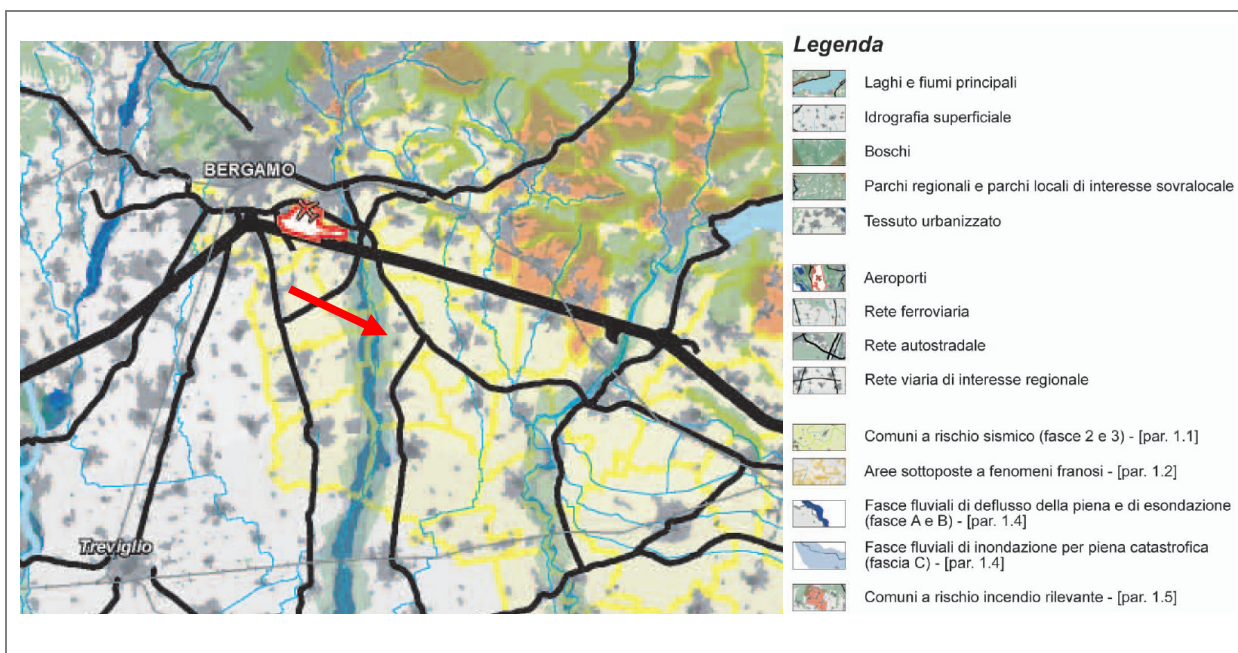 BERGAMO
Treviglio
Legenda
Laghi e fiumi principali
Idrografia superficiale
Boschi
Parchi regionali e parchi locali di interesse sovralocale
Tessuto urbanizzato
Aeroporti
Rete ferroviaria
Rete autostradale
Rete viaria di interesse regionale
Comuni a rischio sismico (fasce 2 e 3) - [par. 1.1]
Aree sottoposte a fenomeni franosi - [par. 1.2]
Fasce fluviali di deflusso della piena e di esondazione
(fasce A e B) - [par. 1.4]
Fasce fluviali di inondazione per piena catastrofica
(fascia C) - [par. 1.4]
Comuni a rischio incendio rilevante - [par. 1.5]